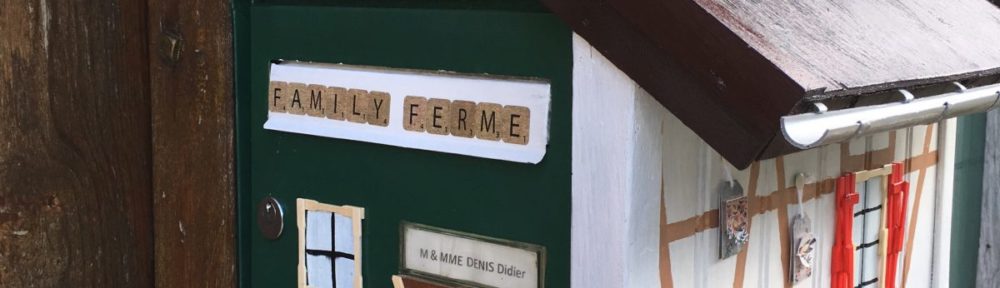 FAMILY FERME
M & MME DENIS Didier